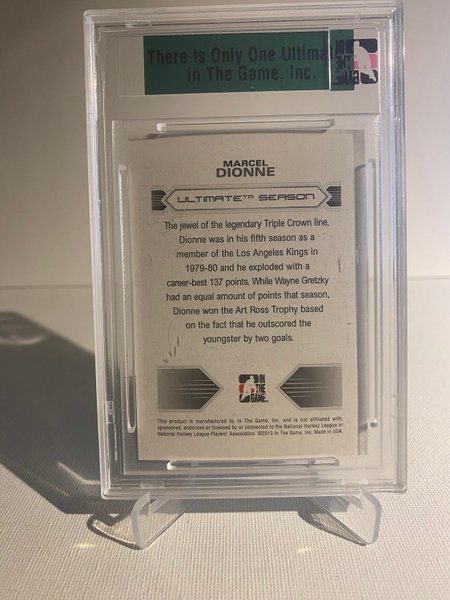 There Is Only One Ultimate
in The Game, Inc.
IN
THE
GAME
MARCEL
DIONNE
ULTIMATE™ SEASON
The jewel of the legendary Triple Crown line,
Dionne was in his fifth season as a
member of the Los Angeles Kings in
1979-80 and he exploded with a
career-best 137 points. While Wayne Gretzky
had an equal amount of points that season,
Dionne won the Art Ross Trophy based
on the fact that he outscored the
youngster by two goals.
IN
THE
GAME
This product is manufactured by In The Game, Inc. and is not affiliated with,
sponsored, endorsed or licensed by or connected to the National Hockey League or
National Hockey League Players' Association. ©2013 In The Game, Inc. Made in USA.